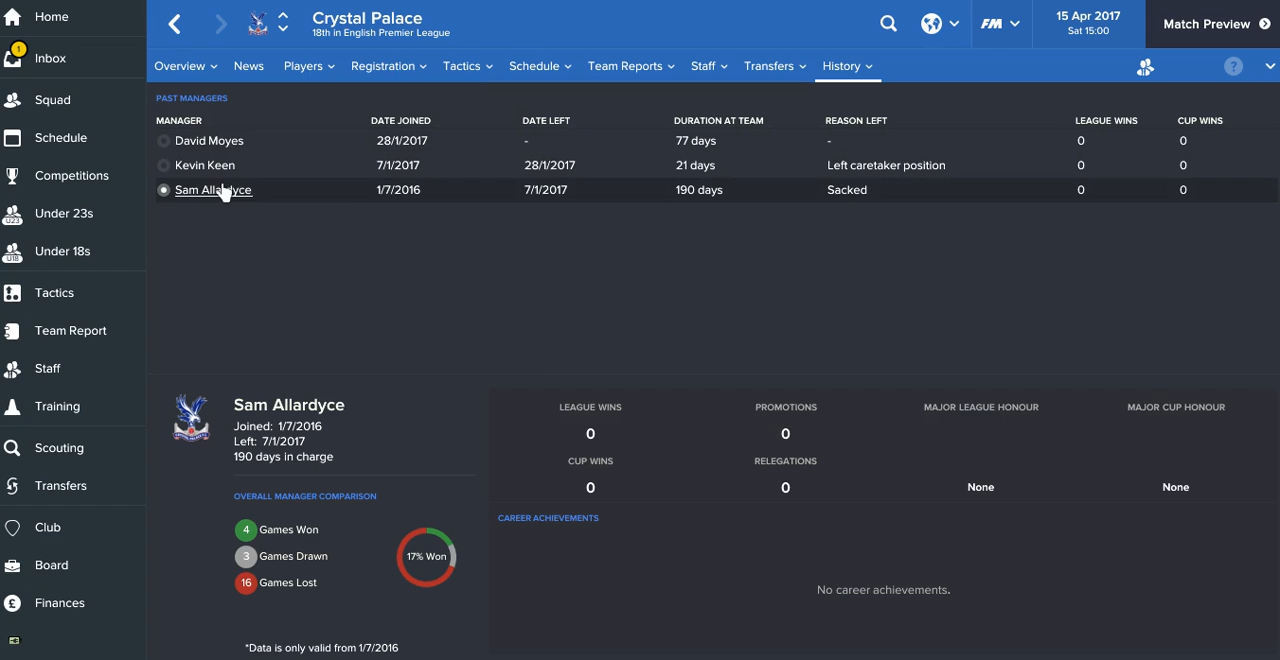 Home
1
Inbox
Squad
Schedule
Competitions
U23
Under 23s
U18
Under 18s
Tactics
Team Report
Staff
Training
Scouting
Transfers
Club
Board
£
Finances
Crystal Palace
18th in English Premier League
FM
15 Apr 2017
Sat 15:00
Match Preview
Overview News Players Registration Tactics Schedule Team Reports Staff Transfers History ?
PAST MANAGERS
MANAGER DATE JOINED DATE LEFT DURATION AT TEAM REASON LEFT LEAGUE WINS CUP WINS
David Moyes 28/1/2017 - 77 days - 0 0
Kevin Keen 7/1/2017 28/1/2017 21 days Left caretaker position 0 0
Sam Allardyce 1/7/2016 7/1/2017 190 days Sacked 0 0
Sam Allardyce
Joined: 1/7/2016
Left: 7/1/2017
190 days in charge
OVERALL MANAGER COMPARISON
4 Games Won
3 Games Drawn
16 Games Lost
17% Won
*Data is only valid from 1/7/2016
LEAGUE WINS PROMOTIONS MAJOR LEAGUE HONOUR MAJOR CUP HONOUR
0 0
CUP WINS RELEGATIONS
0 0 None None
CAREER ACHIEVEMENTS
No career achievements.